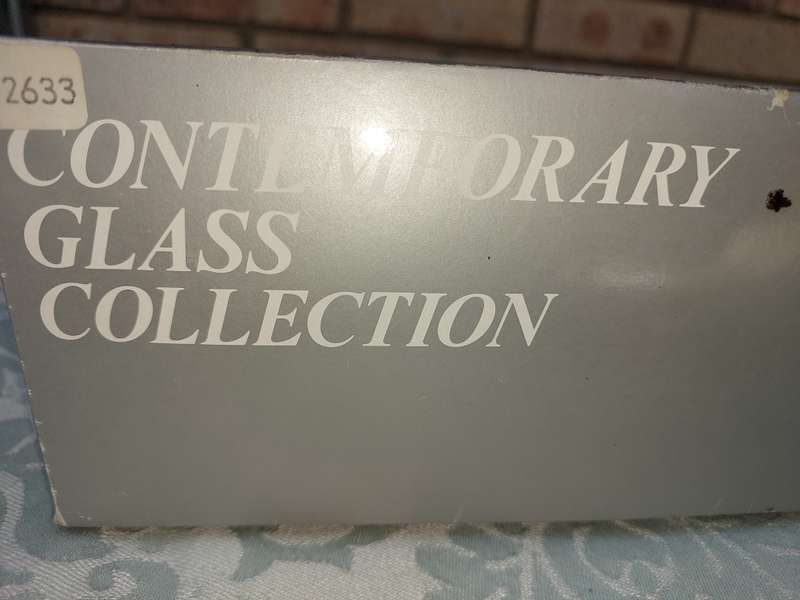 2633
CONTEMPORARY
GLASS
COLLECTION